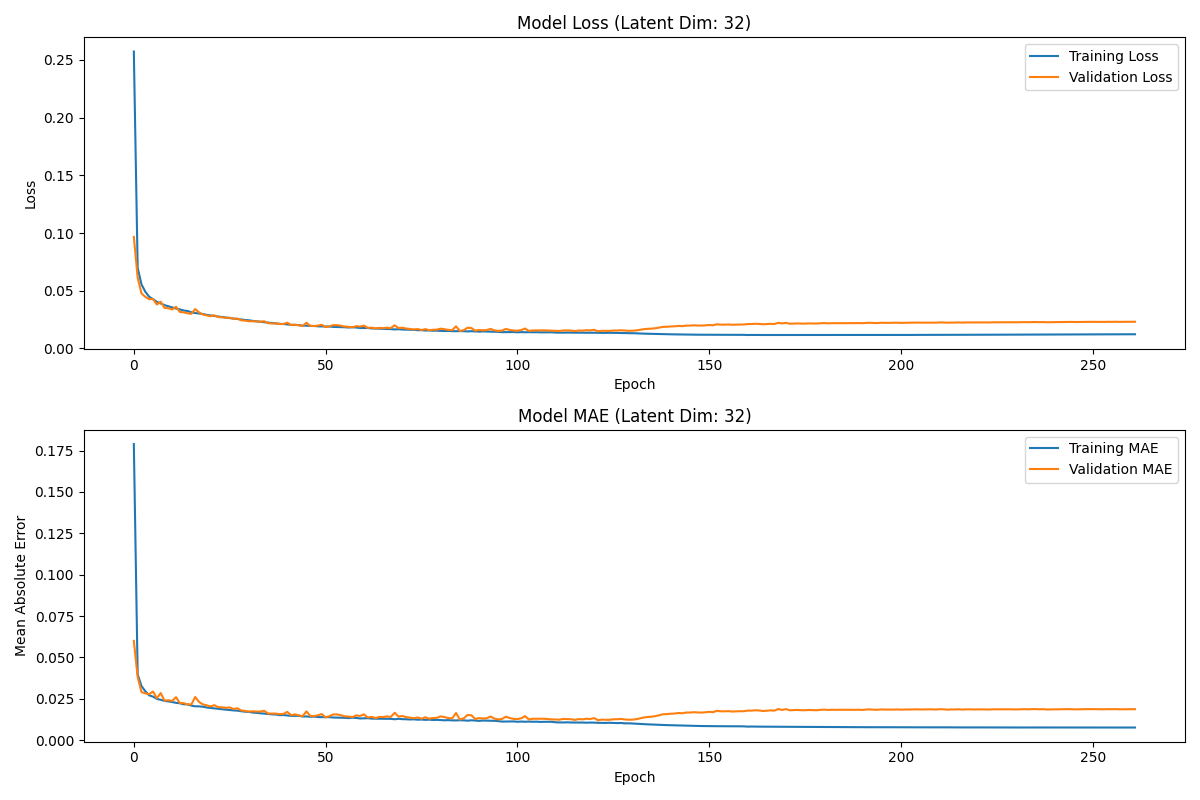 Model Loss (Latent Dim: 32)
Training Loss
Validation Loss
0.25
0.20
0.15
0.10
0.05
0.00
Loss
0 50 100 150 200 250
Epoch
Model MAE (Latent Dim: 32)
Training MAE
Validation MAE
0.175
0.150
0.125
0.100
0.075
0.050
0.025
0.000
Mean Absolute Error
0 50 100 150 200 250
Epoch